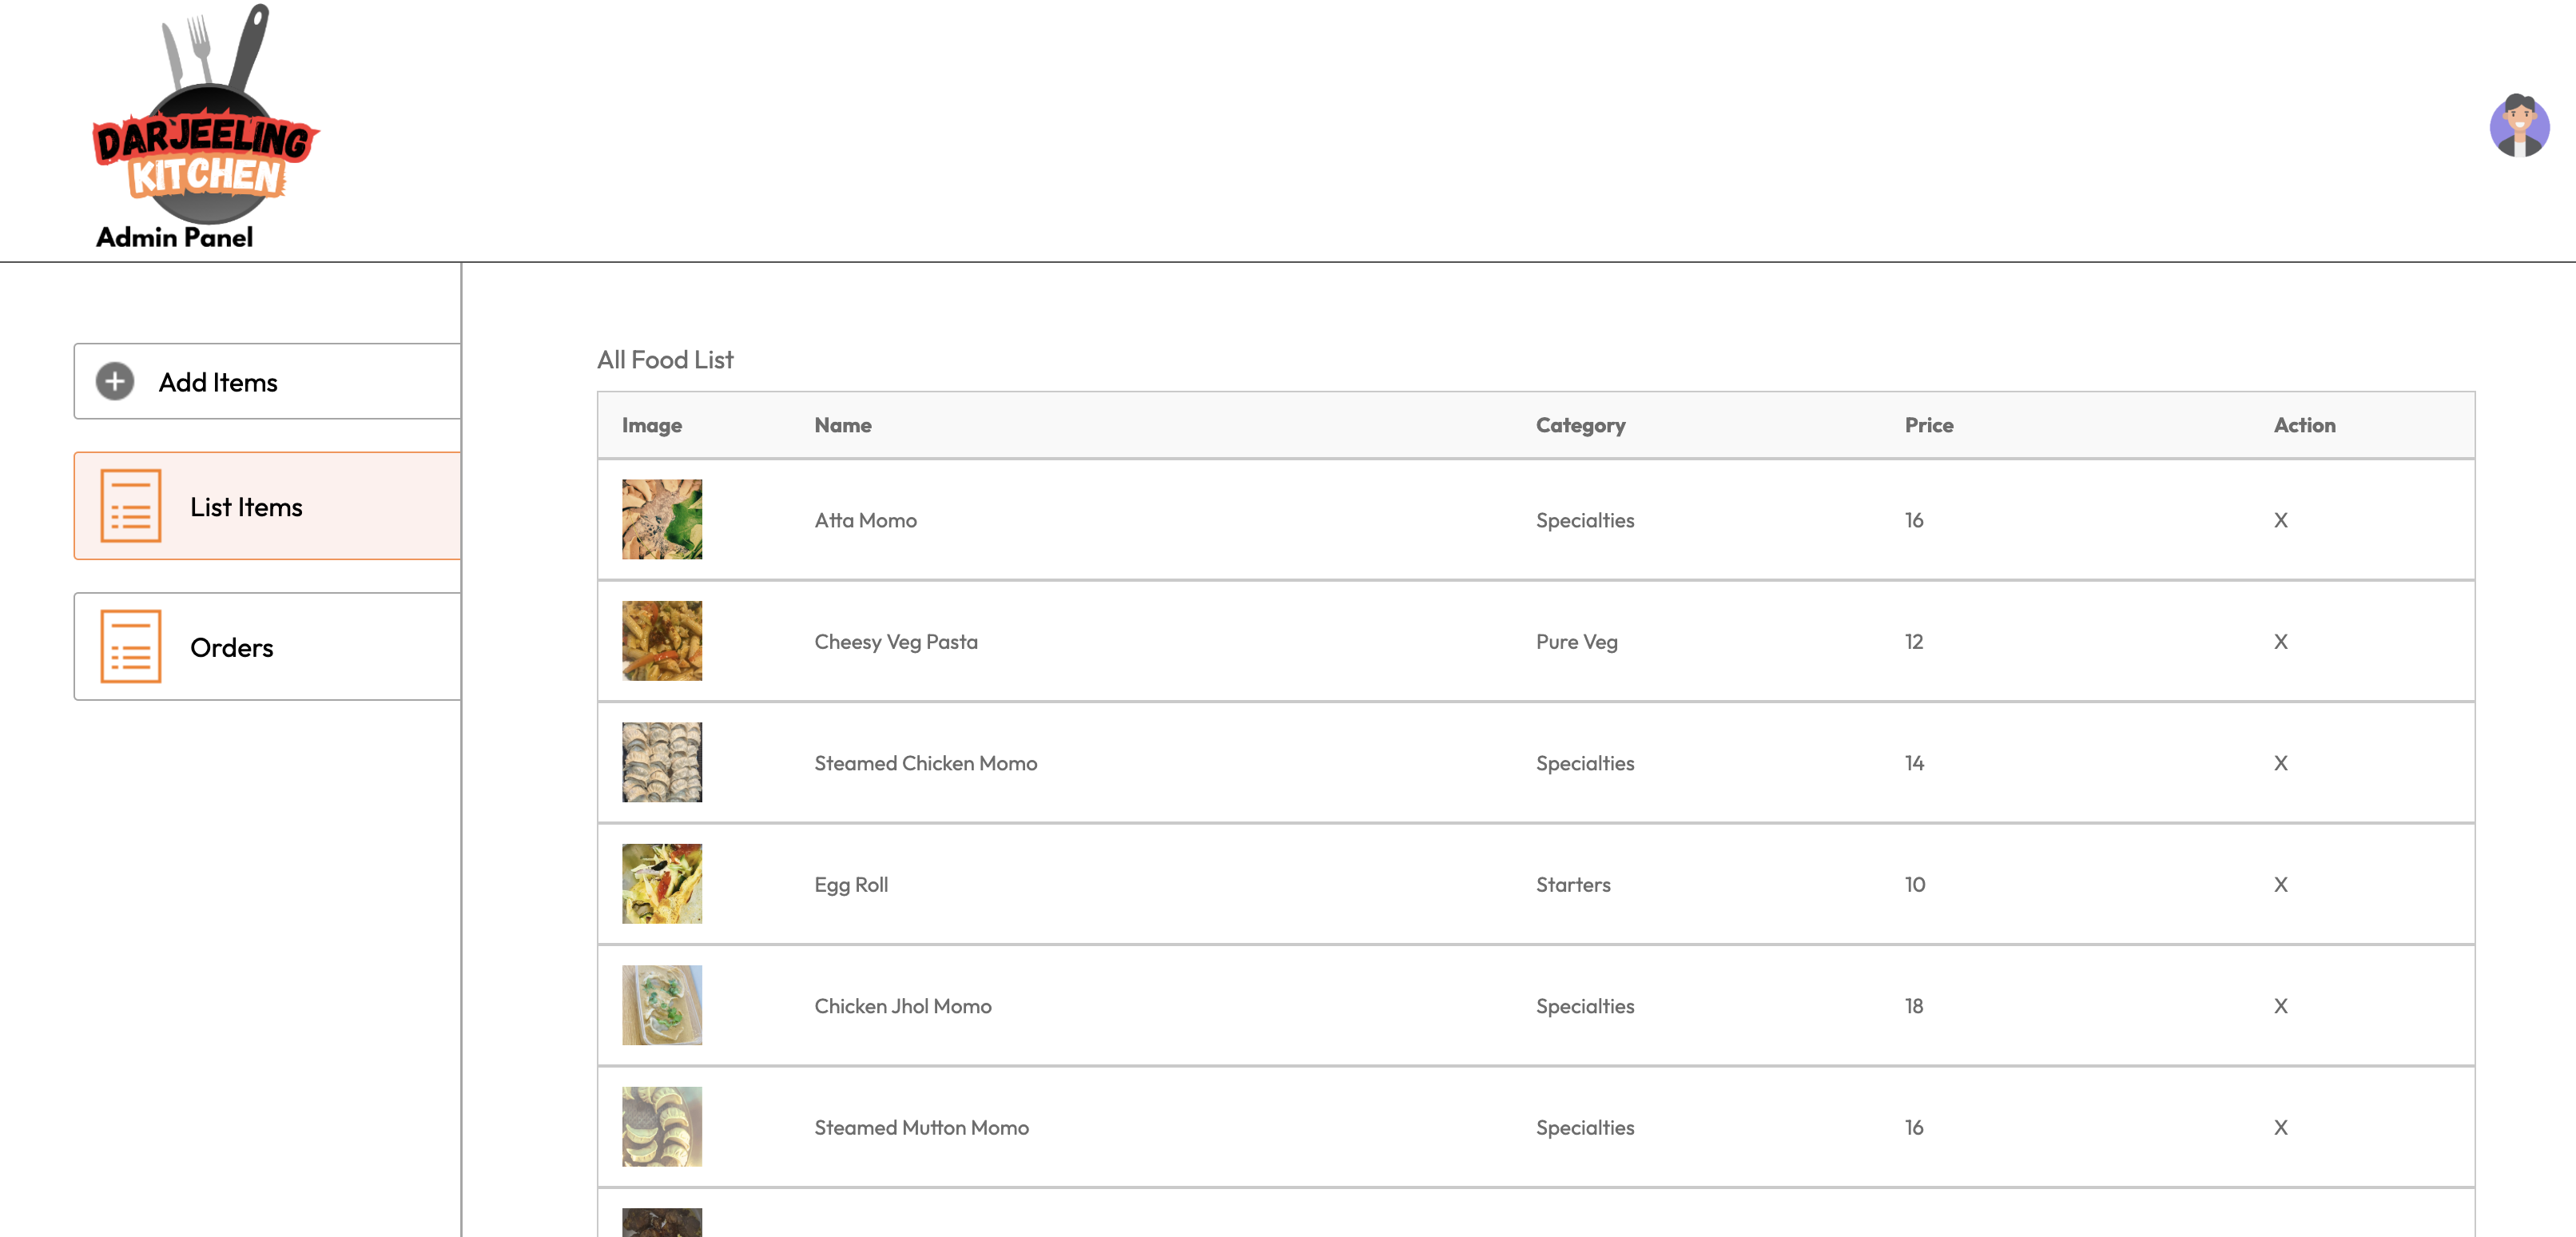 DARJEELING
KITCHEN
Admin Panel
Add Items
List Items
Orders
All Food List
Image Name Category Price Action
Atta Momo Specialties 16 X
Cheesy Veg Pasta Pure Veg 12 X
Steamed Chicken Momo Specialties 14 X
Egg Roll Starters 10 X
Chicken Jhol Momo Specialties 18 X
Steamed Mutton Momo Specialties 16 X